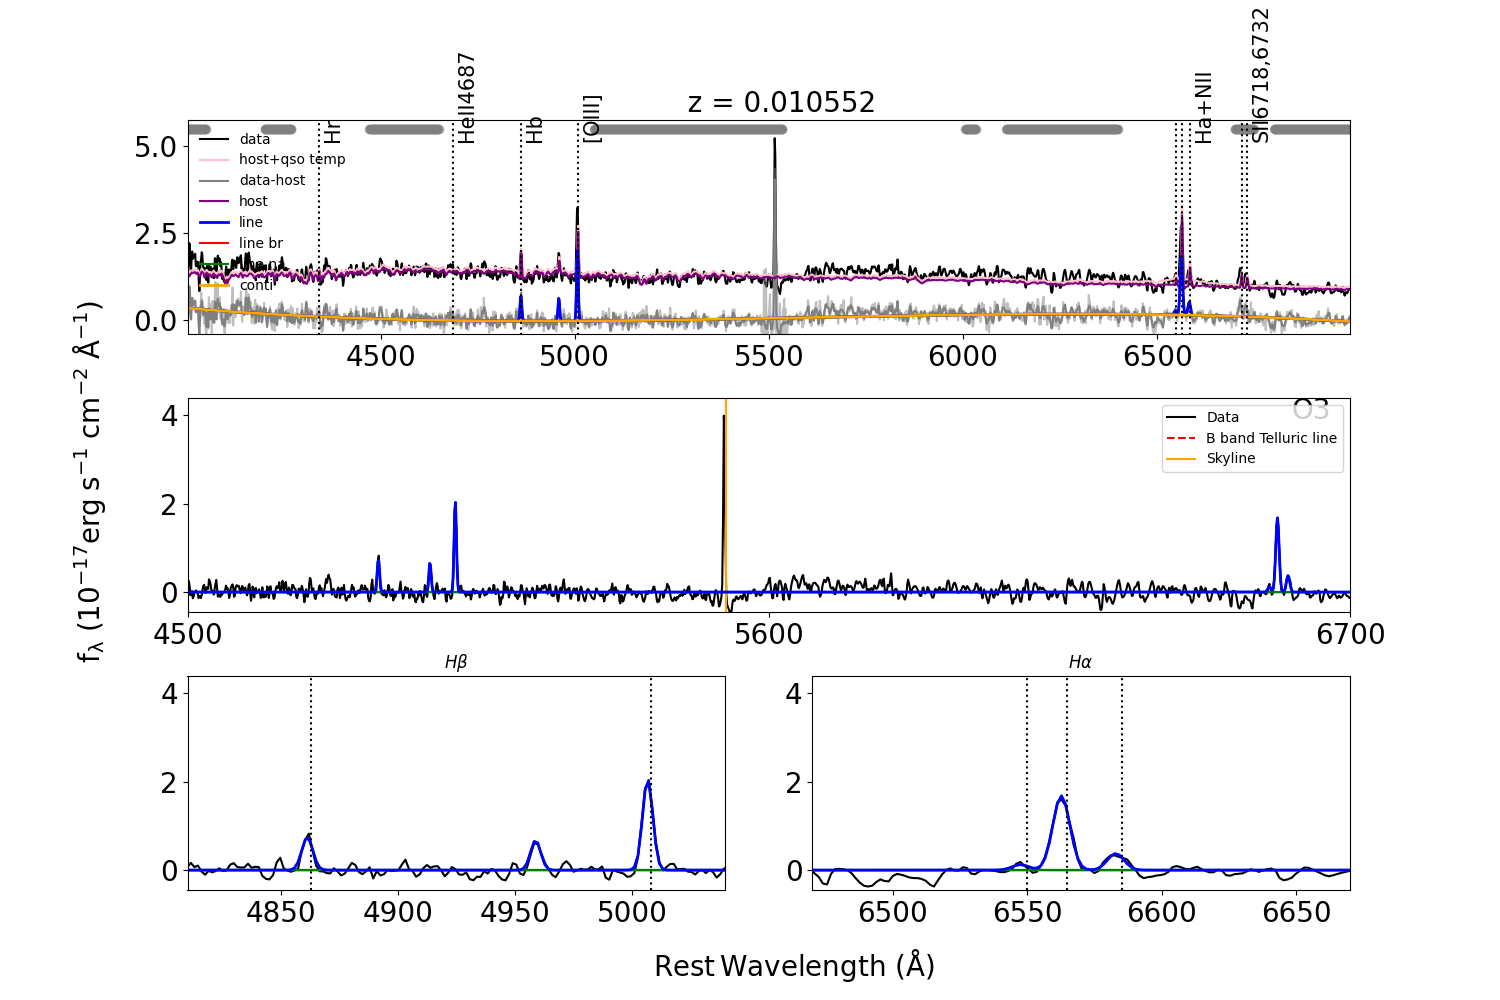 z = 0.010552
Hr
HeII4687
Hb
[OIII]
Ha+NII
SII6718,6732
data
host+qso temp
data-host
host
line
line br
line na
conti
5.0
2.5
0.0
4500
5000
5500
6000
6500
f_λ (10^−17 erg s^−1 cm^−2 Å^−1)
O3
Data
B band Telluric line
Skyline
4
2
0
4500
5600
6700
Hβ
4
2
0
4850
4900
4950
5000
Hα
4
2
0
6500
6550
6600
6650
Rest Wavelength (Å)